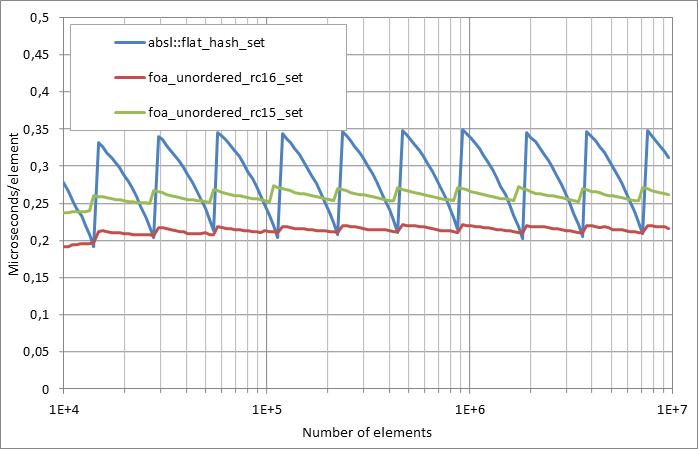 0,5
0,45
0,4
0,35
0,3
0,25
0,2
0,15
0,1
0,05
0
Microseconds/element
absl::flat_hash_set
foa_unordered_rc16_set
foa_unordered_rc15_set
1E+4 1E+5 1E+6 1E+7
Number of elements